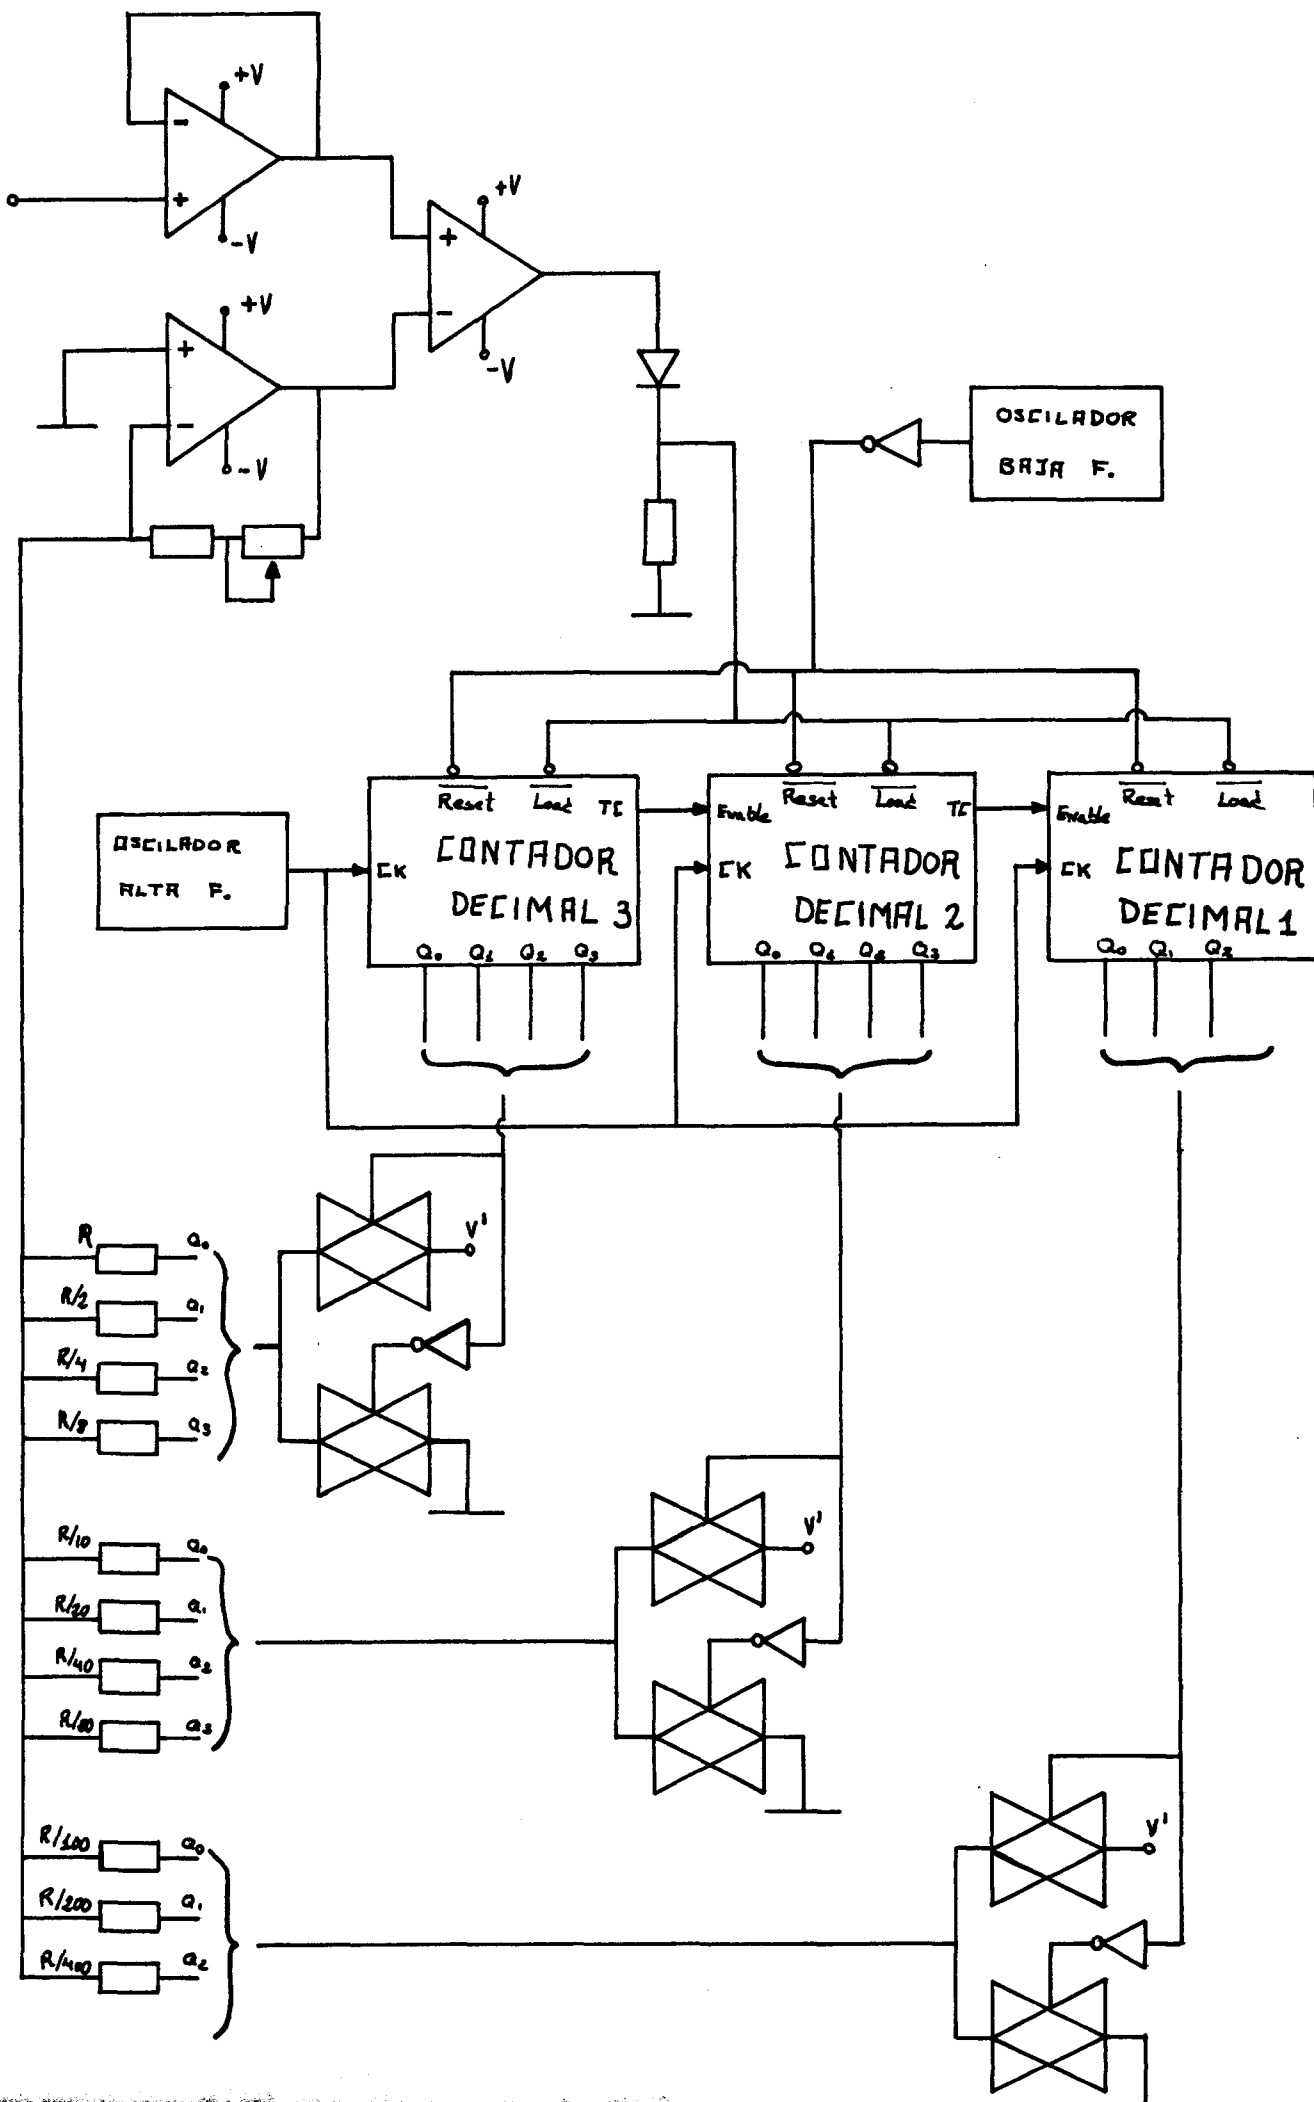 +V
-
+
-V
+V
+
-
-V
+V
+
-
-V
OSCILADOR
BAJA F.
OSCILADOR
ALTA F.
Reset
Load
TC
CK
CONTADOR
DECIMAL 3
Q₀ Q₁ Q₂ Q₃
Enable
Reset
Load
TC
CK
CONTADOR
DECIMAL 2
Q₀ Q₁ Q₂ Q₃
Enable
Reset
Load
CK
CONTADOR
DECIMAL 1
Q₀ Q₁ Q₂
V'
R Q₀
R/2 Q₁
R/4 Q₂
R/8 Q₃
V'
R/10 Q₀
R/20 Q₁
R/40 Q₂
R/80 Q₃
V'
R/100 Q₀
R/200 Q₁
R/400 Q₂